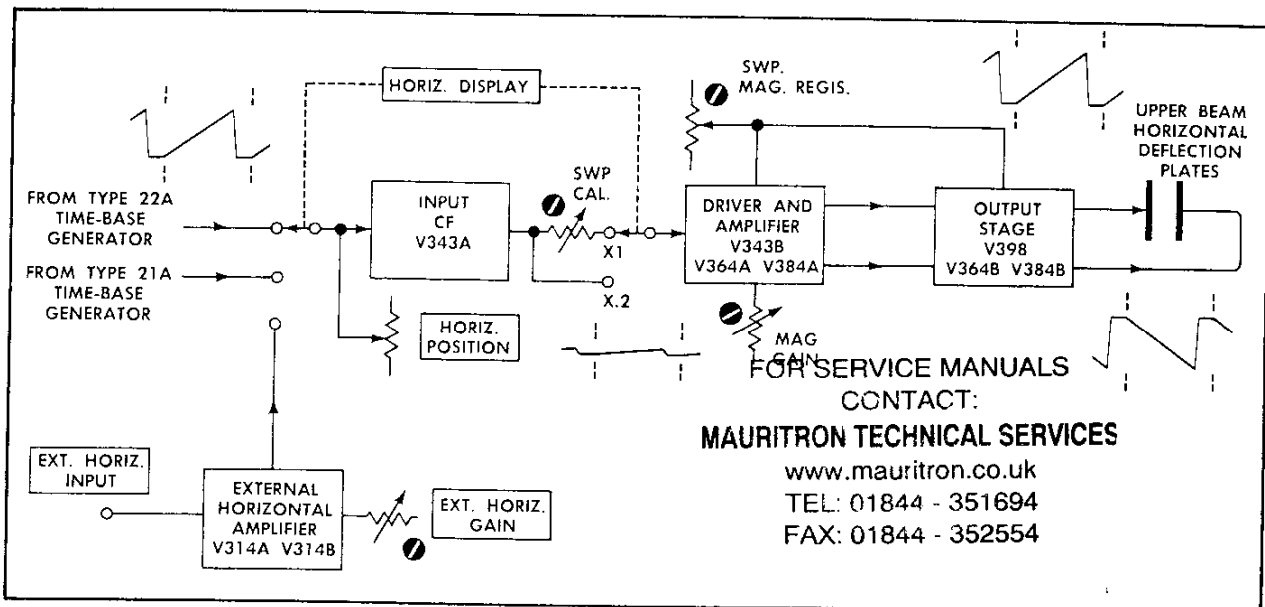 HORIZ. DISPLAY
SWP.
MAG. REGIS.
UPPER BEAM
HORIZONTAL
DEFLECTION
PLATES
FROM TYPE 22A
TIME-BASE
GENERATOR
INPUT
CF
V343A
SWP
CAL.
X1
X.2
DRIVER AND
AMPLIFIER
V343B
V364A V384A
OUTPUT
STAGE
V398
V364B V384B
FROM TYPE 21A
TIME-BASE
GENERATOR
HORIZ.
POSITION
MAG
GAIN
FOR SERVICE MANUALS
CONTACT:
MAURITRON TECHNICAL SERVICES
www.mauritron.co.uk
TEL: 01844 - 351694
FAX: 01844 - 352554
EXT. HORIZ.
INPUT
EXTERNAL
HORIZONTAL
AMPLIFIER
V314A V314B
EXT. HORIZ.
GAIN